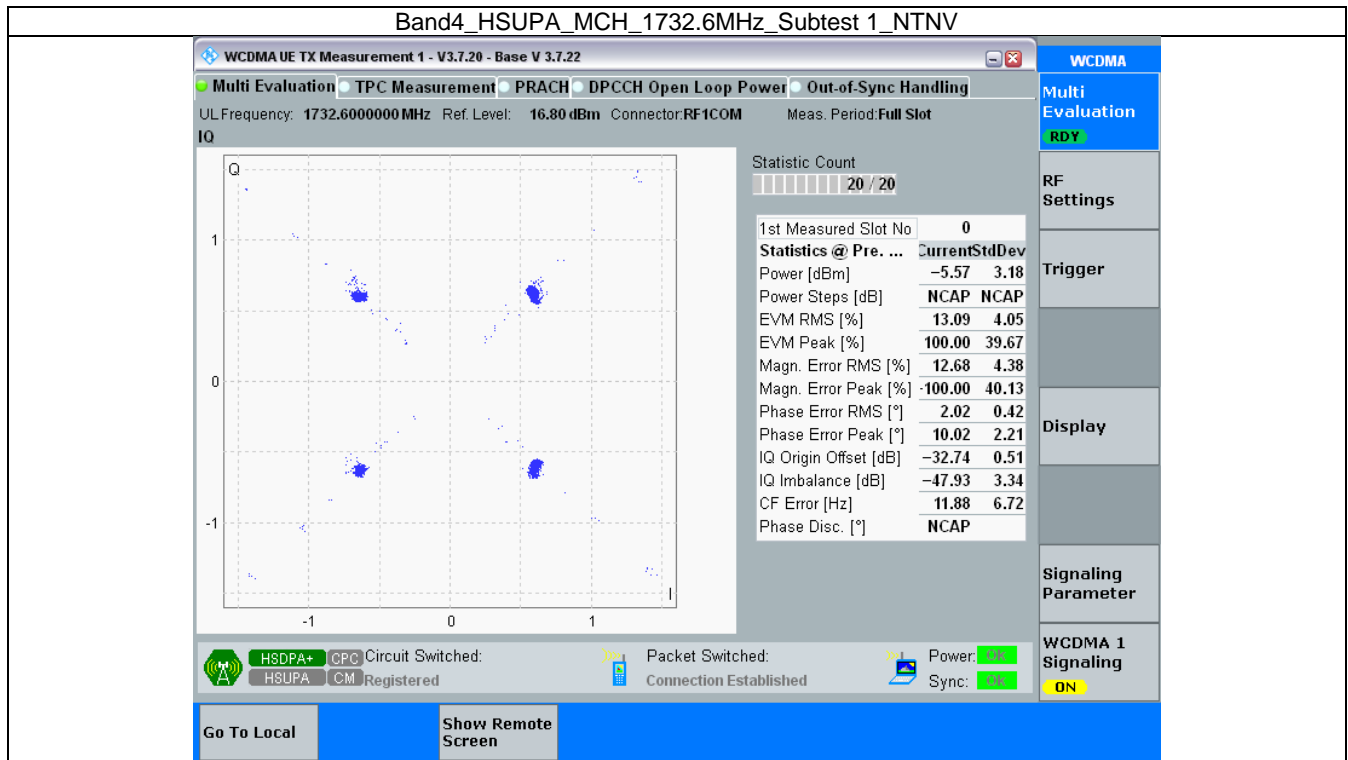 Band4_HSUPA_MCH_1732.6MHz_Subtest 1_NTNV
WCDMA UE TX Measurement 1 - V3.7.20 - Base V 3.7.22
Multi Evaluation TPC Measurement PRACH DPCCH Open Loop Power Out-of-Sync Handling
UL Frequency: 1732.6000000 MHz Ref. Level: 16.80 dBm Connector:RF1COM Meas. Period:Full Slot
IQ
Q
1
0
-1
-1 0 1
I
Statistic Count
20 / 20
1st Measured Slot No 0
Statistics @ Pre. ... Current StdDev
Power [dBm] −5.57 3.18
Power Steps [dB] NCAP NCAP
EVM RMS [%] 13.09 4.05
EVM Peak [%] 100.00 39.67
Magn. Error RMS [%] 12.68 4.38
Magn. Error Peak [%] -100.00 40.13
Phase Error RMS [°] 2.02 0.42
Phase Error Peak [°] 10.02 2.21
IQ Origin Offset [dB] −32.74 0.51
IQ Imbalance [dB] −47.93 3.34
CF Error [Hz] 11.88 6.72
Phase Disc. [°] NCAP
HSDPA+ CPC Circuit Switched: Packet Switched: Power: Ok
HSUPA CM Registered Connection Established Sync: Ok
WCDMA
Multi
Evaluation
RDY
RF
Settings
Trigger
Display
Signaling
Parameter
WCDMA 1
Signaling
ON
Go To Local
Show Remote
Screen